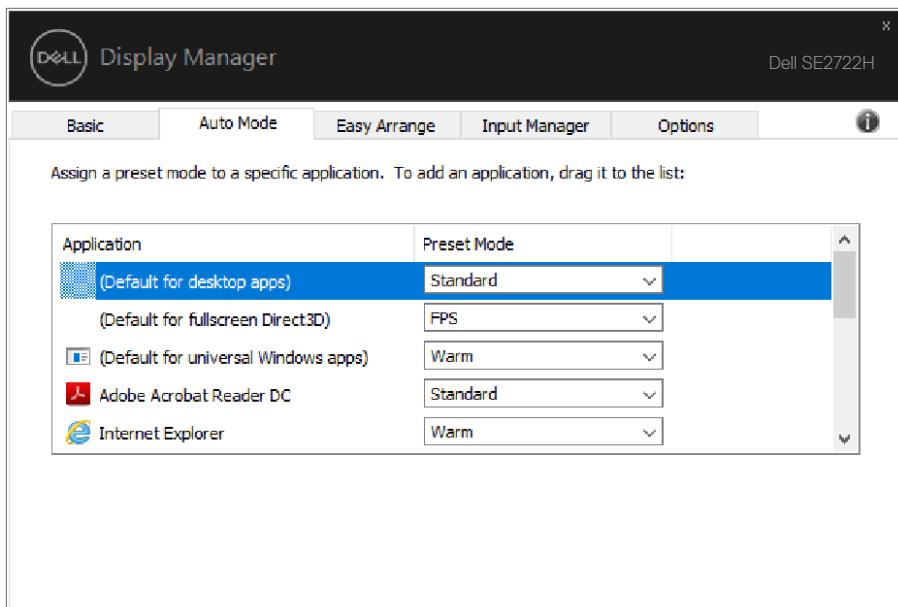 x
DELL Display Manager
Dell SE2722H
Basic Auto Mode Easy Arrange Input Manager Options
Assign a preset mode to a specific application. To add an application, drag it to the list:
Application Preset Mode
(Default for desktop apps) Standard
(Default for fullscreen Direct3D) FPS
(Default for universal Windows apps) Warm
Adobe Acrobat Reader DC Standard
Internet Explorer Warm